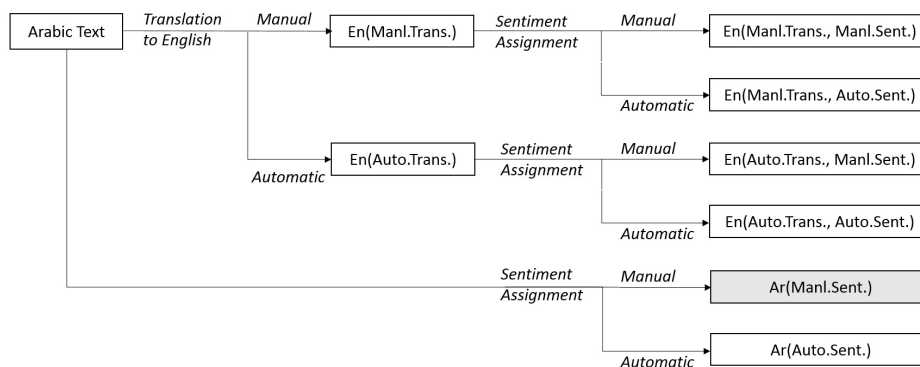 Arabic Text
Translation
to English
Manual
En(Manl.Trans.)
Sentiment
Assignment
Manual
En(Manl.Trans., Manl.Sent.)
Automatic
En(Manl.Trans., Auto.Sent.)
Automatic
En(Auto.Trans.)
Sentiment
Assignment
Manual
En(Auto.Trans., Manl.Sent.)
Automatic
En(Auto.Trans., Auto.Sent.)
Sentiment
Assignment
Manual
Ar(Manl.Sent.)
Automatic
Ar(Auto.Sent.)